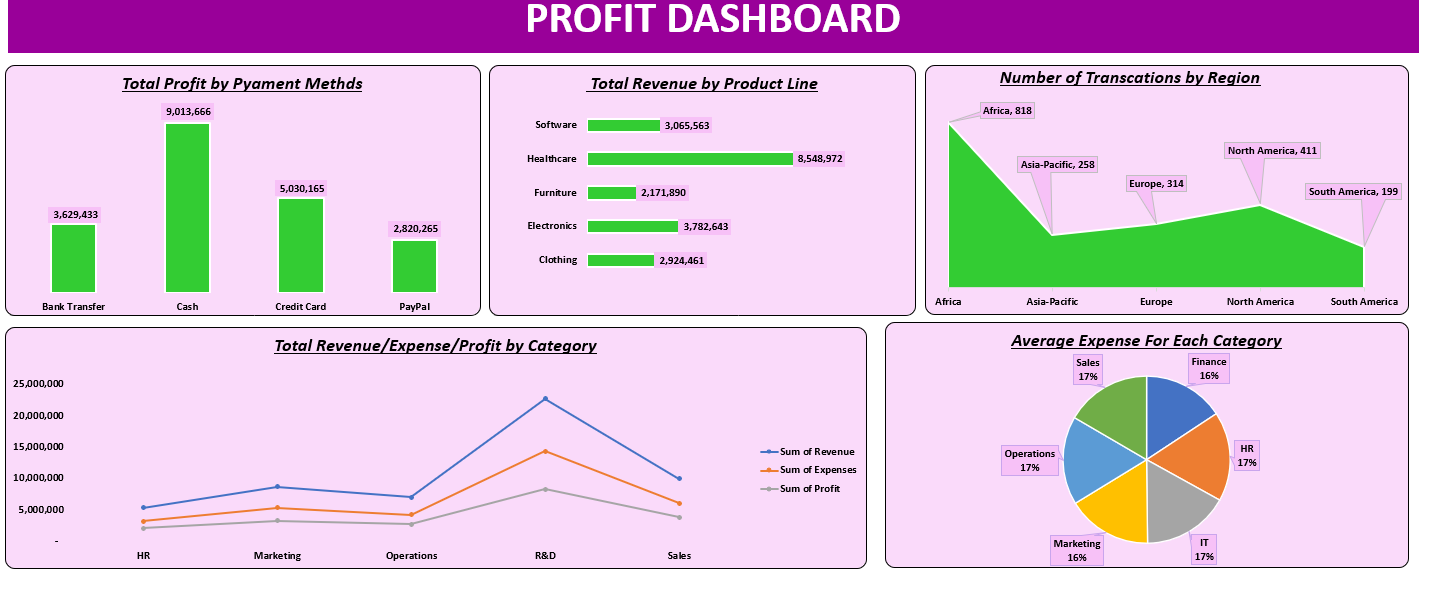 PROFIT DASHBOARD
Total Profit by Pyament Methds
9,013,666
5,030,165
3,629,433
2,820,265
Bank Transfer
Cash
Credit Card
PayPal
Total Revenue by Product Line
Software
3,065,563
Healthcare
8,548,972
Furniture
2,171,890
Electronics
3,782,643
Clothing
2,924,461
Number of Transcations by Region
Africa, 818
Asia-Pacific, 258
Europe, 314
North America, 411
South America, 199
Africa
Asia-Pacific
Europe
North America
South America
Total Revenue/Expense/Profit by Category
25,000,000
20,000,000
15,000,000
10,000,000
5,000,000
-
HR
Marketing
Operations
R&D
Sales
Sum of Revenue
Sum of Expenses
Sum of Profit
Average Expense For Each Category
Sales
17%
Finance
16%
Operations
17%
HR
17%
Marketing
16%
IT
17%